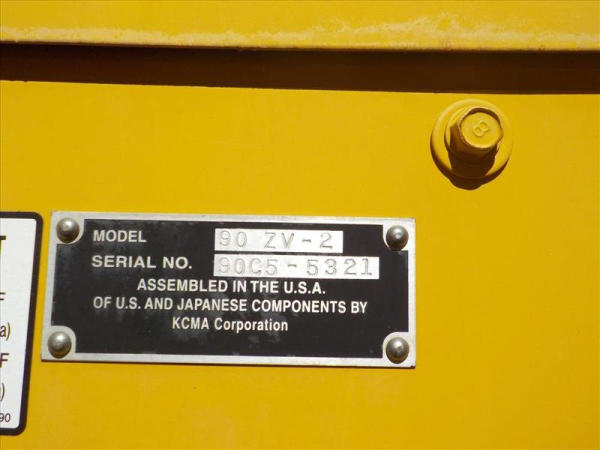 8
MODEL 90 ZV-2
SERIAL NO. 90C5-5321
ASSEMBLED IN THE U.S.A.
OF U.S. AND JAPANESE COMPONENTS BY
KCMA Corporation
T
F
a)
F
)
90